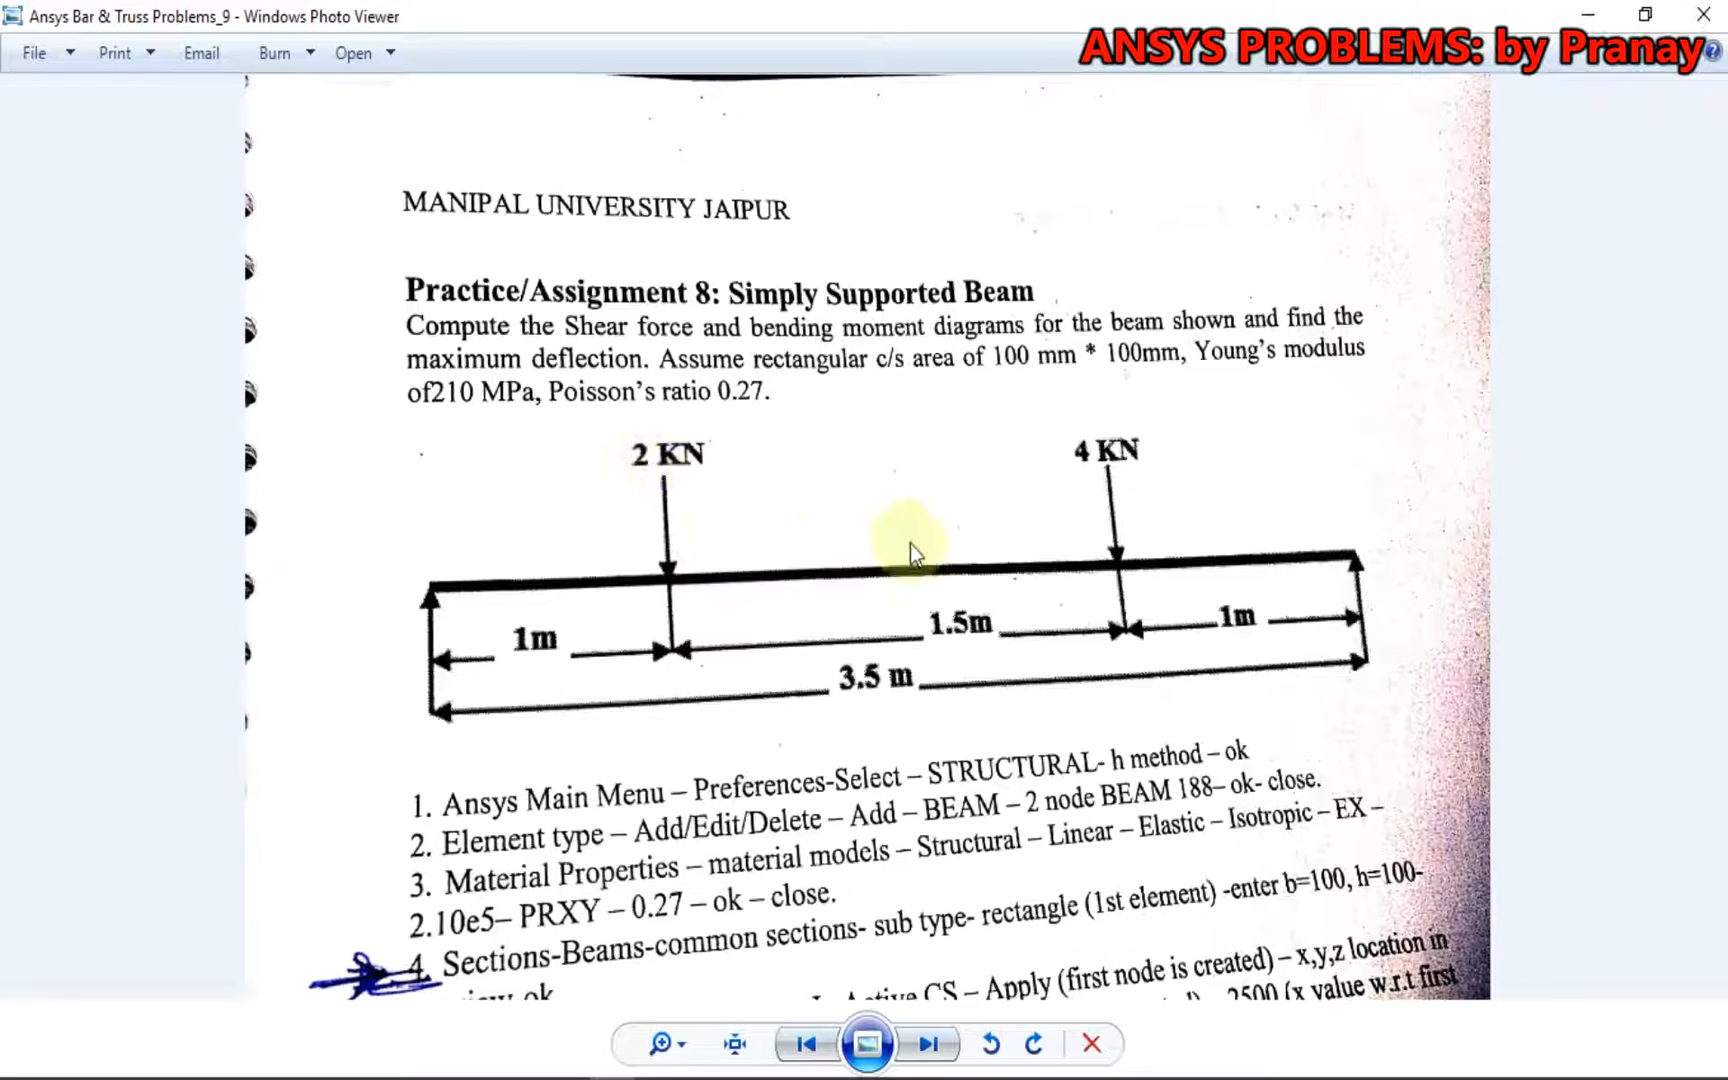 Ansys Bar & Truss Problems_9 - Windows Photo Viewer
File Print Email Burn Open
ANSYS PROBLEMS: by Pranay
MANIPAL UNIVERSITY JAIPUR
Practice/Assignment 8: Simply Supported Beam
Compute the Shear force and bending moment diagrams for the beam shown and find the
maximum deflection. Assume rectangular c/s area of 100 mm * 100mm, Young's modulus
of210 MPa, Poisson's ratio 0.27.
2 KN
4 KN
1m
1.5m
1m
3.5 m
1. Ansys Main Menu – Preferences-Select – STRUCTURAL- h method – ok
2. Element type – Add/Edit/Delete – Add – BEAM – 2 node BEAM 188– ok- close.
3. Material Properties – material models – Structural – Linear – Elastic – Isotropic – EX –
2.10e5– PRXY – 0.27 – ok – close.
4. Sections-Beams-common sections- sub type- rectangle (1st element) -enter b=100, h=100-
ok
Active CS – Apply (first node is created) – x,y,z location in
2500 (x value w.r.t first